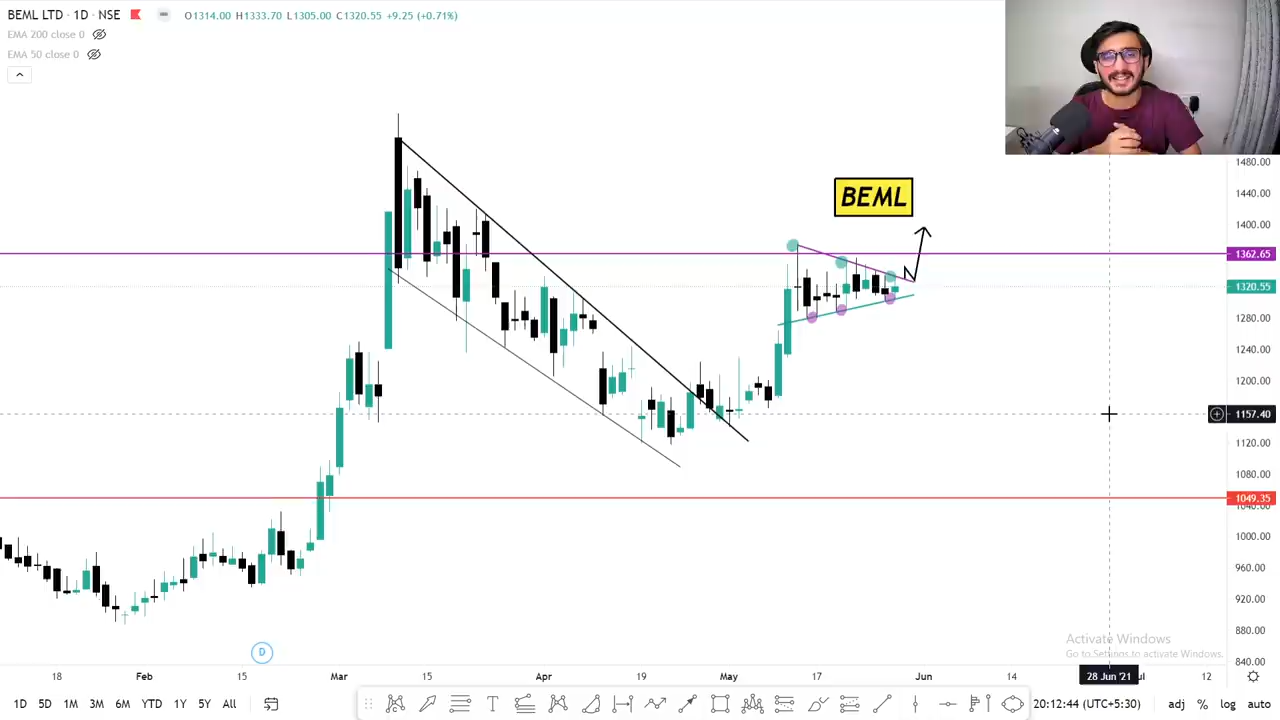 BEML LTD · 1D · NSE O1314.00 H1333.70 L1305.00 C1320.55 +9.25 (+0.71%)
EMA 200 close 0
EMA 50 close 0
BEML
1480.00
1440.00
1400.00
1362.65
1320.55
1280.00
1240.00
1200.00
1157.40
1120.00
1080.00
1049.35
1040.00
1000.00
960.00
920.00
880.00
840.00
D
Activate Windows
Go to Settings to activate Windows.
18 Feb 15 Mar 15 Apr 19 May 17 Jun 14 28 Jun '21 12
1D 5D 1M 3M 6M YTD 1Y 5Y All T 20:12:44 (UTC+5:30) adj % log auto